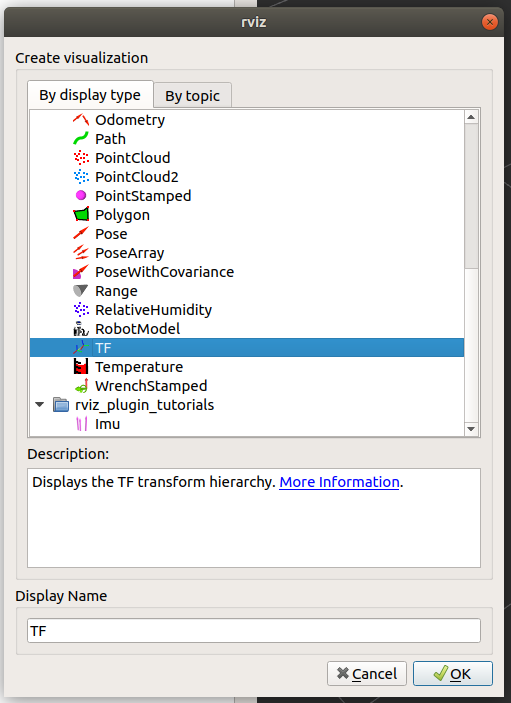 rviz
Create visualization
By display type By topic
Odometry
Path
PointCloud
PointCloud2
PointStamped
Polygon
Pose
PoseArray
PoseWithCovariance
Range
RelativeHumidity
RobotModel
TF
Temperature
WrenchStamped
rviz_plugin_tutorials
Imu
Description:
Displays the TF transform hierarchy. More Information.
Display Name
TF
Cancel OK